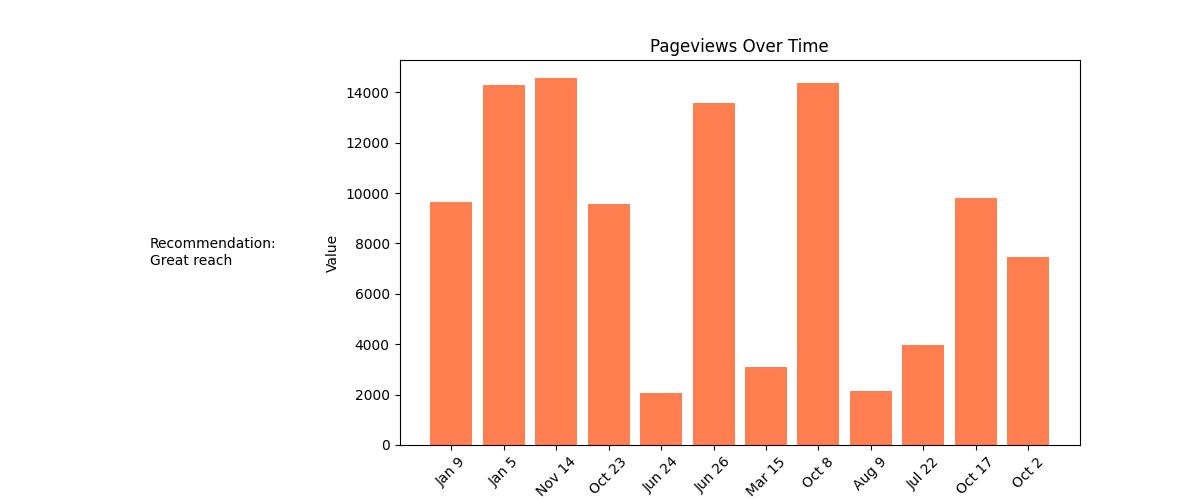 Pageviews Over Time
Recommendation:
Great reach
Value
14000
12000
10000
8000
6000
4000
2000
0
Jan 9
Jan 5
Nov 14
Oct 23
Jun 24
Jun 26
Mar 15
Oct 8
Aug 9
Jul 22
Oct 17
Oct 2